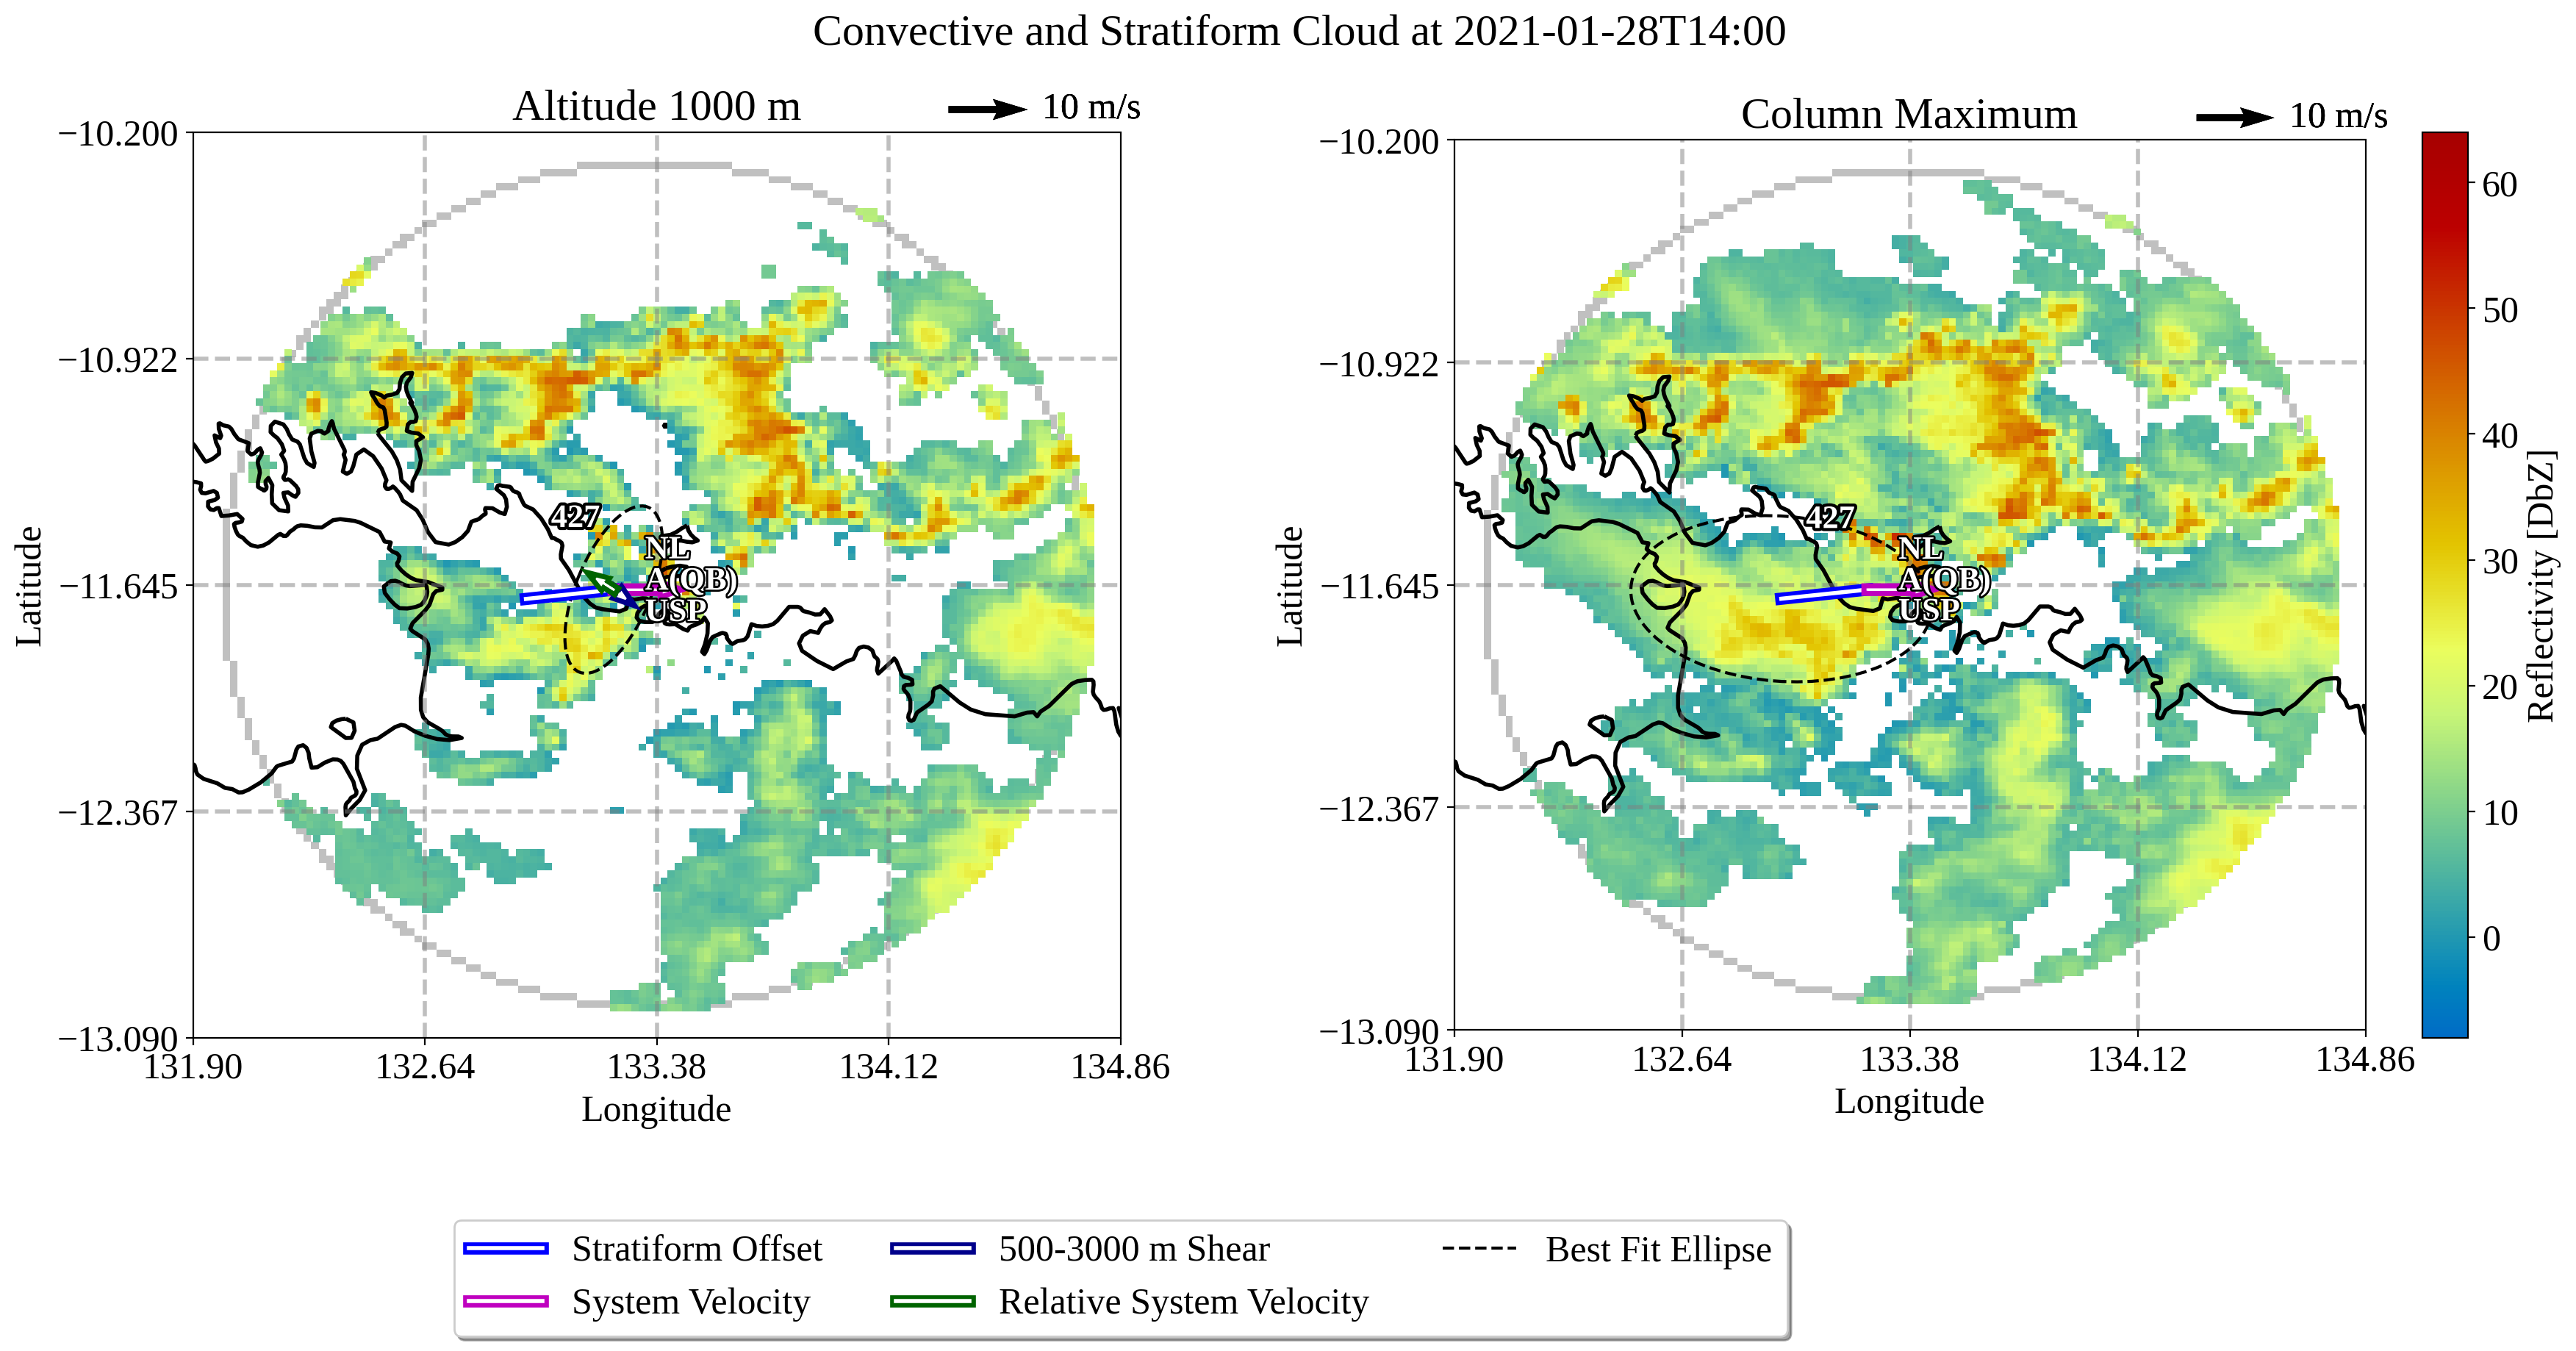 Convective and Stratiform Cloud at 2021-01-28T14:00
Altitude 1000 m
10 m/s
−10.200
−10.922
−11.645
−12.367
−13.090
Latitude
131.90
132.64
133.38
134.12
134.86
Longitude
427
NL
A(QB)
USP
Column Maximum
10 m/s
−10.200
−10.922
−11.645
−12.367
−13.090
Latitude
131.90
132.64
133.38
134.12
134.86
Longitude
427
NL
A(QB)
USP
60
50
40
30
20
10
0
Reflectivity [DbZ]
Stratiform Offset
System Velocity
500-3000 m Shear
Relative System Velocity
Best Fit Ellipse